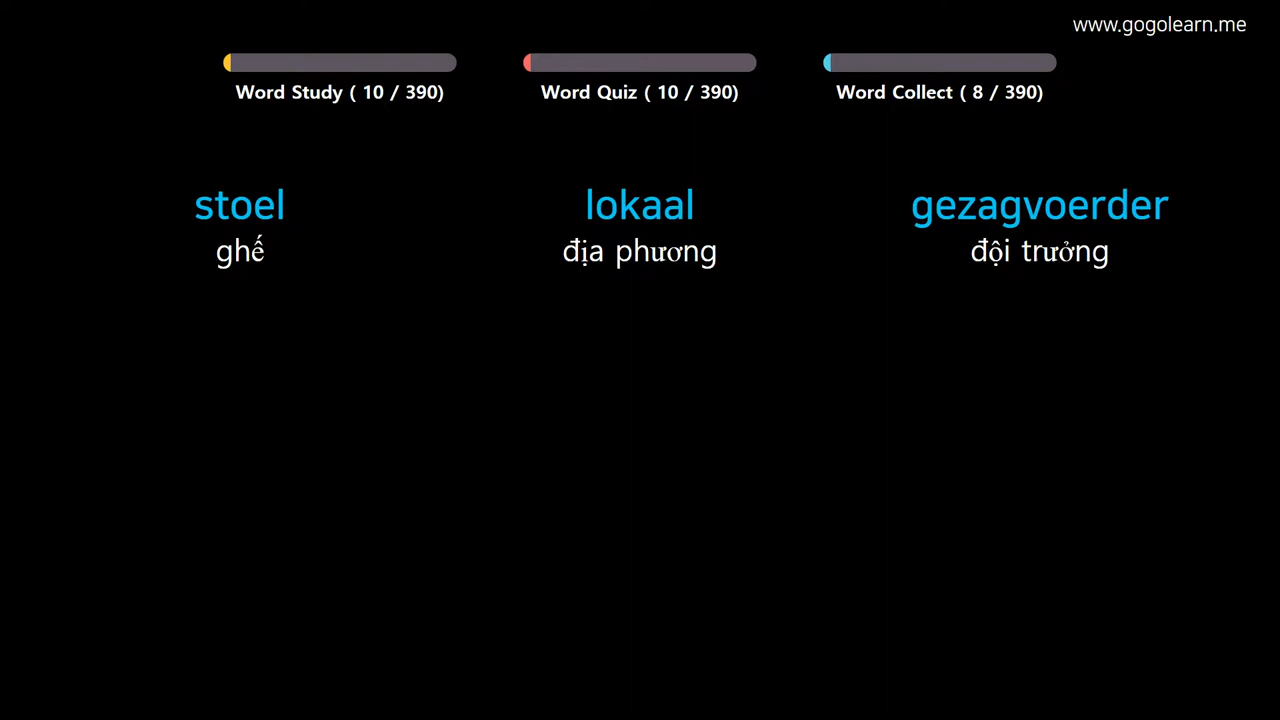 www.gogolearn.me
Word Study ( 10 / 390)
Word Quiz ( 10 / 390)
Word Collect ( 8 / 390)
stoel
ghế
lokaal
địa phương
gezagvoerder
đội trưởng